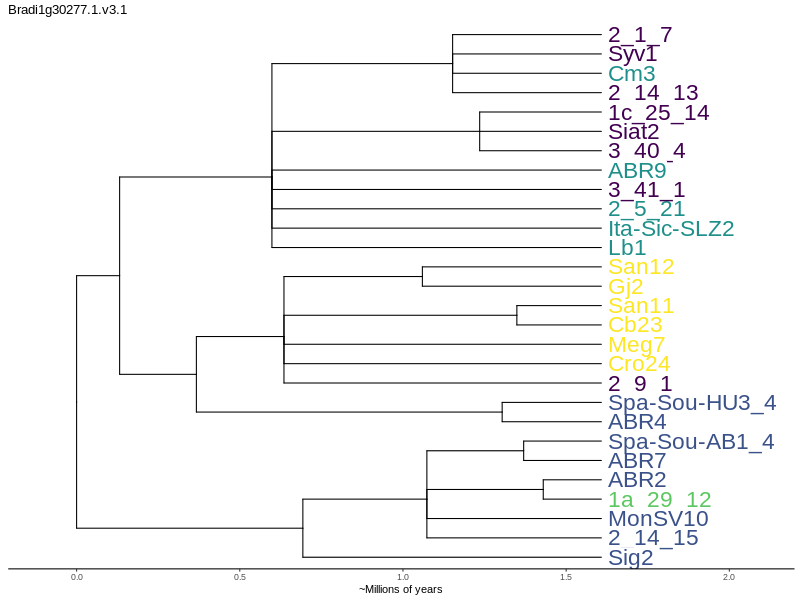 Bradi1g30277.1.v3.1
2_1_7
Syv1
Cm3
2_14_13
1c_25_14
Siat2
3_40_4
ABR9
3_41_1
2_5_21
Ita-Sic-SLZ2
Lb1
San12
Gj2
San11
Cb23
Meg7
Cro24
2_9_1
Spa-Sou-HU3_4
ABR4
Spa-Sou-AB1_4
ABR7
ABR2
1a_29_12
MonSV10
2_14_15
Sig2
0.0 0.5 1.0 1.5 2.0
~Millions of years